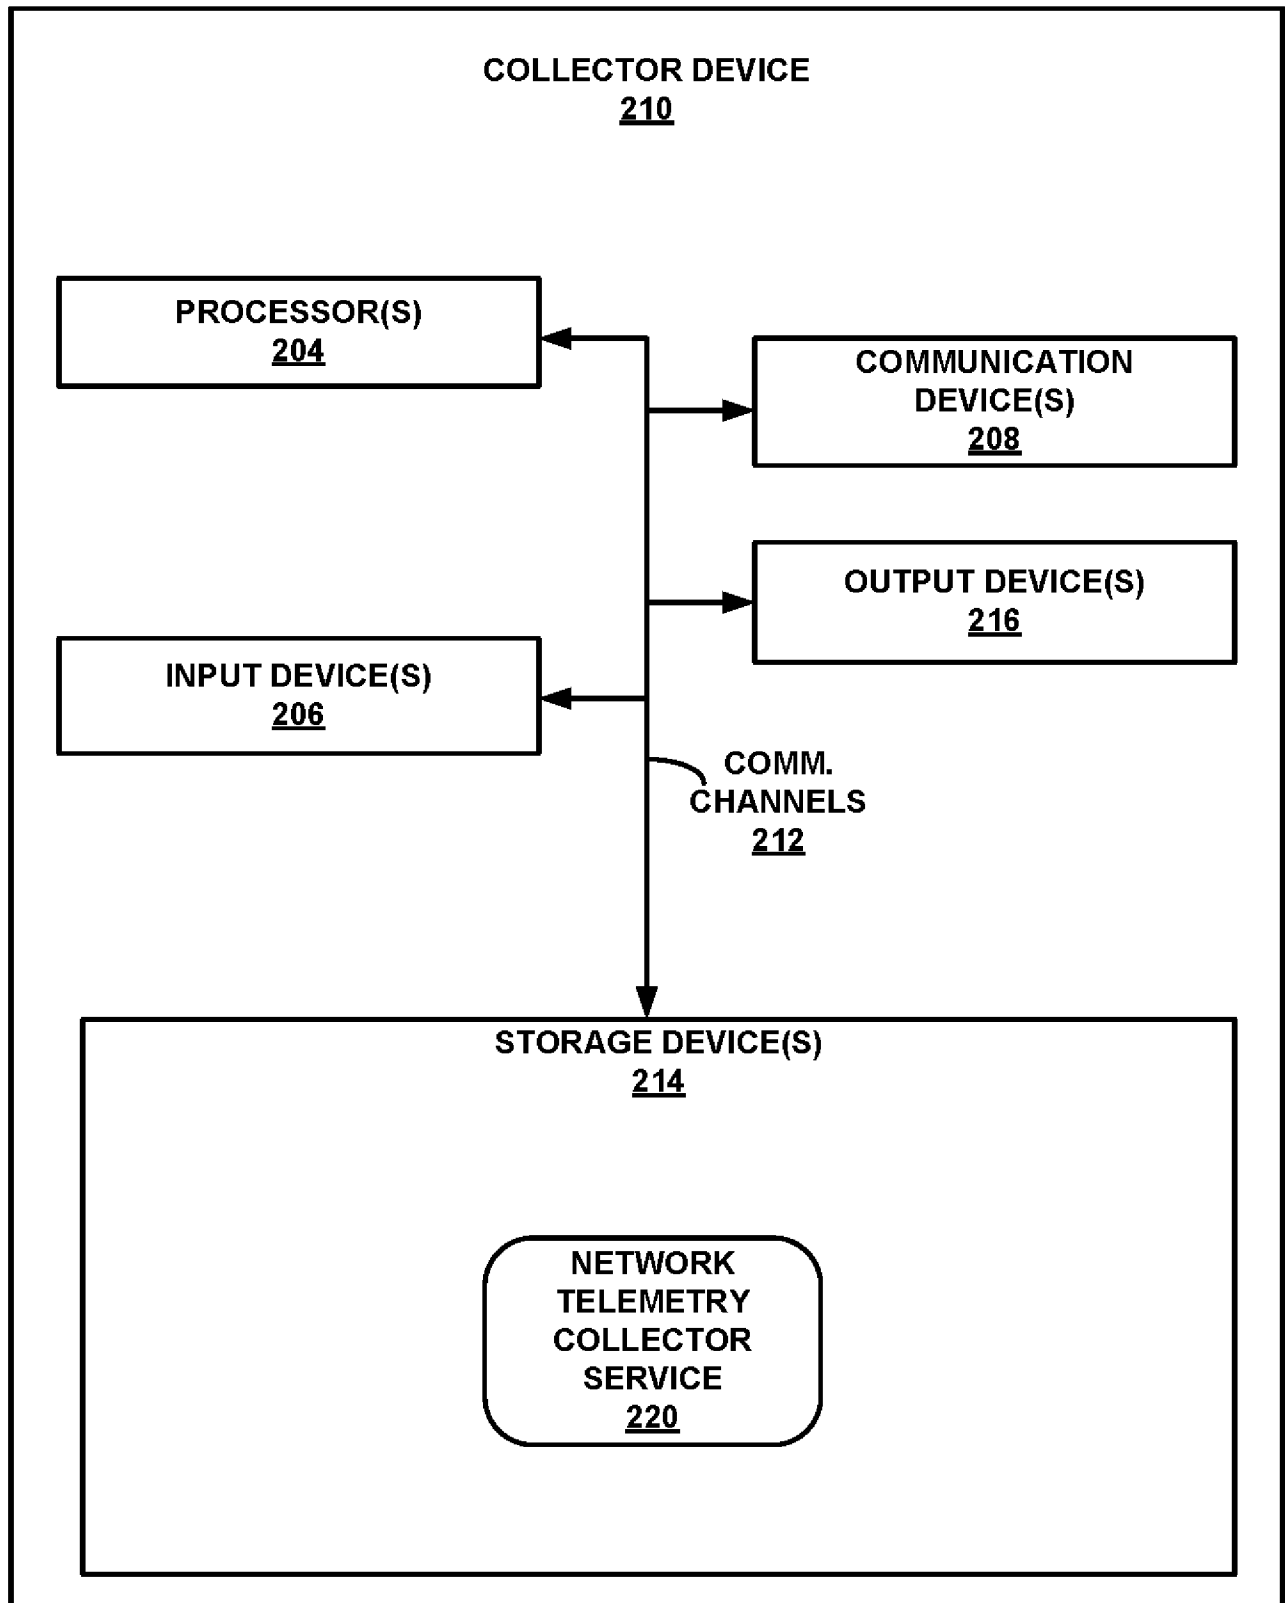 COLLECTOR DEVICE
210
PROCESSOR(S)
204
COMMUNICATION
DEVICE(S)
208
OUTPUT DEVICE(S)
216
INPUT DEVICE(S)
206
COMM.
CHANNELS
212
STORAGE DEVICE(S)
214
NETWORK
TELEMETRY
COLLECTOR
SERVICE
220